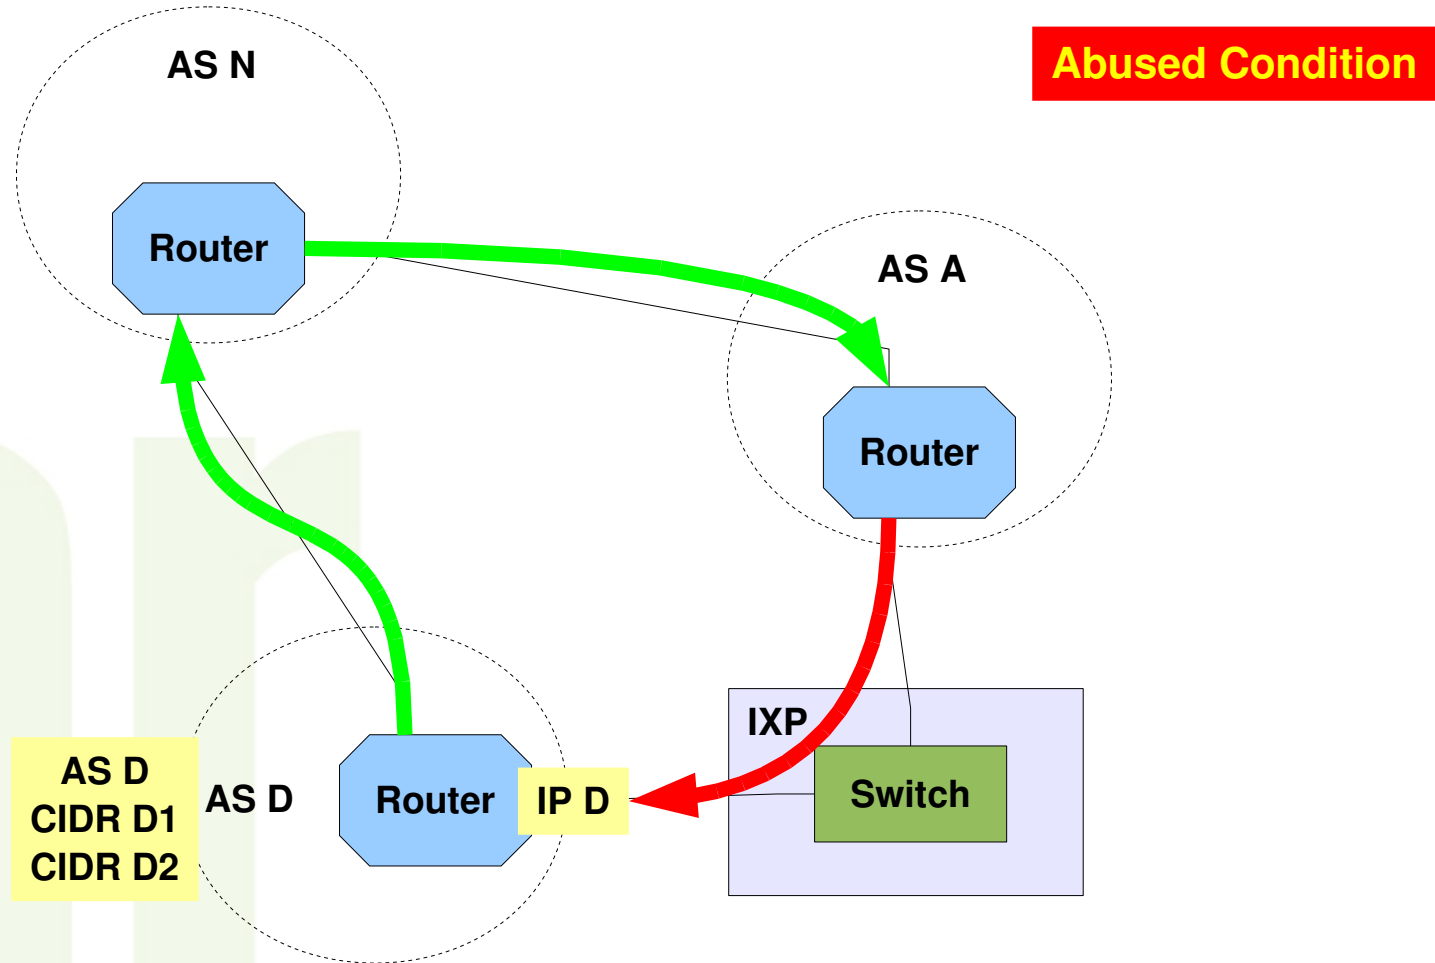 AS N
Abused Condition
Router
AS A
Router
IXP
AS D
CIDR D1
CIDR D2
AS D
Router
IP D
Switch